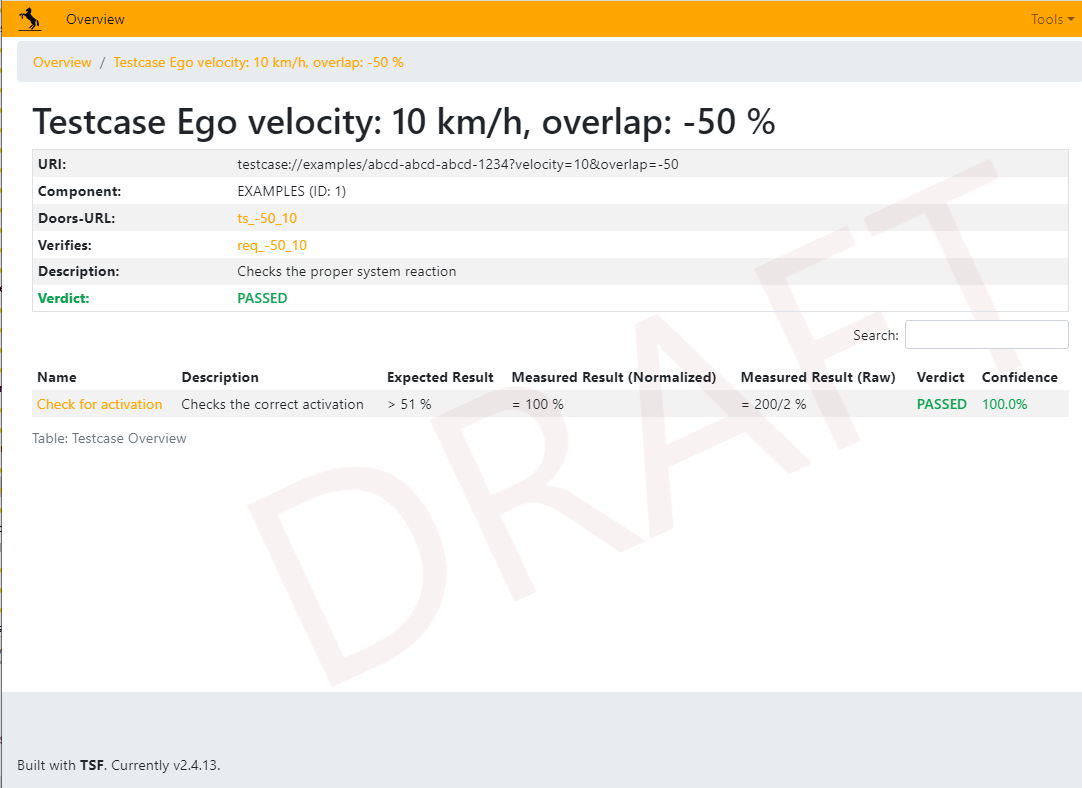 Overview Tools
Overview / Testcase Ego velocity: 10 km/h, overlap: -50 %
Testcase Ego velocity: 10 km/h, overlap: -50 %
URI: testcase://examples/abcd-abcd-abcd-1234?velocity=10&overlap=-50
Component: EXAMPLES (ID: 1)
Doors-URL: ts_-50_10
Verifies: req_-50_10
Description: Checks the proper system reaction
Verdict: PASSED
Search:
Name Description Expected Result Measured Result (Normalized) Measured Result (Raw) Verdict Confidence
Check for activation Checks the correct activation > 51 % = 100 % = 200/2 % PASSED 100.0%
Table: Testcase Overview
DRAFT
Built with TSF. Currently v2.4.13.